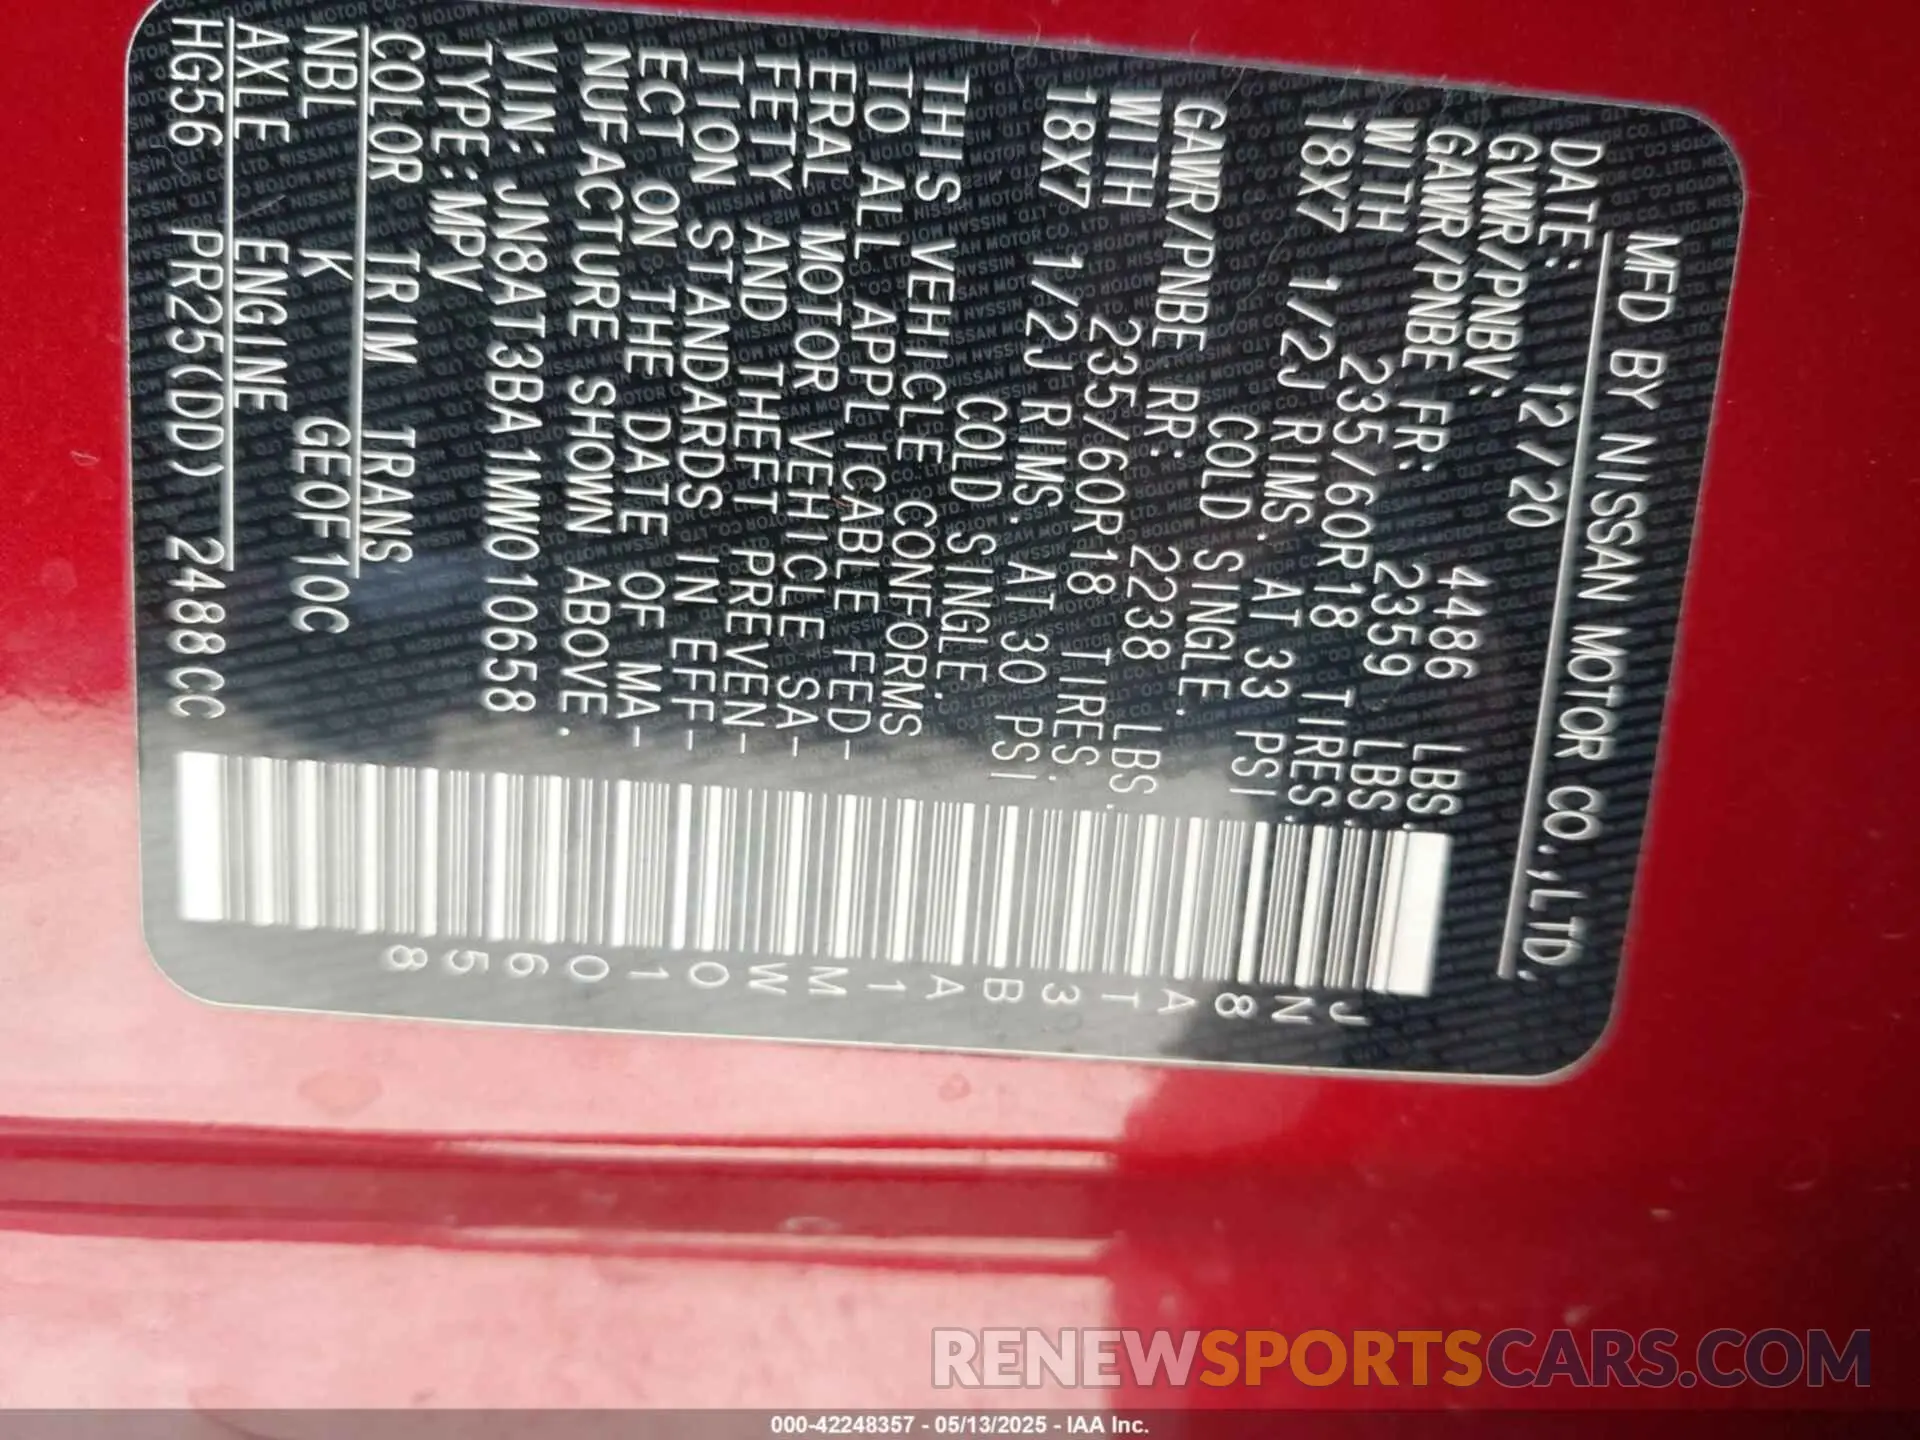 MFD BY NISSAN MOTOR CO.,LTD.
DATE: 12/20
GVWR/PNBV: 4486 LBS.
GAWR/PNBE FR: 2359 LBS.
WITH 235/60R18 TIRES,
18X7 1/2J RIMS. AT 33 PSI
COLD SINGLE.
GAWR/PNBE RR: 2238 LBS.
WITH 235/60R18 TIRES,
18X7 1/2J RIMS. AT 30 PSI
COLD SINGLE.
THIS VEHICLE CONFORMS
TO ALL APPLICABLE FED-
ERAL MOTOR VEHICLE SA-
FETY AND THEFT PREVEN-
TION STANDARDS IN EFF-
ECT ON THE DATE OF MA-
NUFACTURE SHOWN ABOVE.
VIN: JN8AT3BA1MW010658
TYPE:MPV
COLOR TRIM TRANS
NBL K GE0F10C
AXLE ENGINE
HG56 PR25(DD) 2488CC
JN8AT3BA1MW010658
RENEWSPORTSCARS.COM
000-42248357 - 05/13/2025 - IAA Inc.